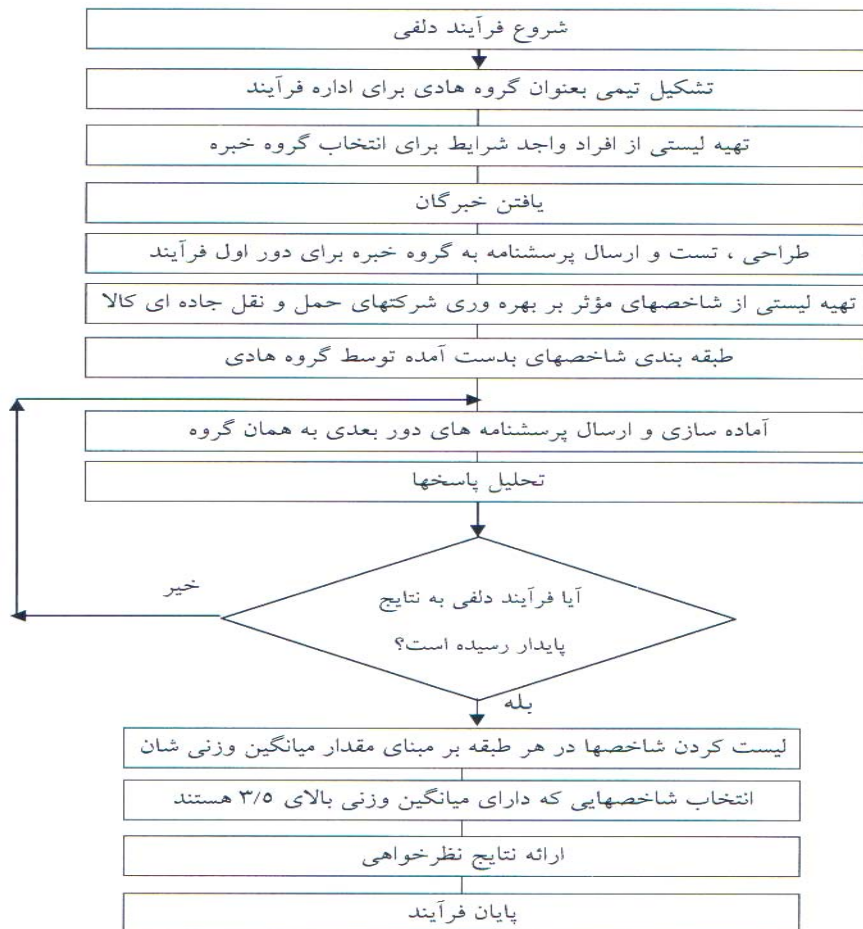 شروع فرآیند دلفی
تشکیل تیمی بعنوان گروه هادی برای اداره فرآیند
تهیه لیستی از افراد واجد شرایط برای انتخاب گروه خبره
یافتن خبرگان
طراحی ، تست و ارسال پرسشنامه به گروه خبره برای دور اول فرآیند
تهیه لیستی از شاخصهای مؤثر بر بهره وری شرکتهای حمل و نقل جاده ای کالا
طبقه بندی شاخصهای بدست آمده توسط گروه هادی
آماده سازی و ارسال پرسشنامه های دور بعدی به همان گروه
تحلیل پاسخها
آیا فرآیند دلفی به نتایج
پایدار رسیده است؟
خیر
بله
لیست کردن شاخصها در هر طبقه بر مبنای مقدار میانگین وزنی شان
انتخاب شاخصهایی که دارای میانگین وزنی بالای ۳/۵ هستند
ارائه نتایج نظرخواهی
پایان فرآیند